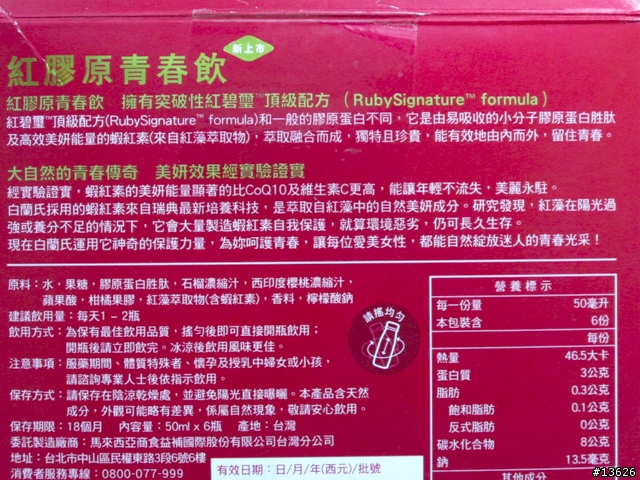 新上市
紅膠原青春飲
紅膠原青春飲 擁有突破性紅碧璽™頂級配方 (RubySignature™ formula)
紅碧璽™頂級配方(RubySignature™ formula)和一般的膠原蛋白不同,它是由易吸收的小分子膠原蛋白胜肽
及高效美妍能量的蝦紅素(來自紅藻萃取物),萃取融合而成,獨特且珍貴,能有效地由內而外,留住青春。
大自然的青春傳奇 美妍效果經實驗證實
經實驗證實,蝦紅素的美妍能量顯著的比CoQ10及維生素C更高,能讓年輕不流失,美麗永駐。
白蘭氏採用的蝦紅素來自瑞典最新培養科技,是萃取自紅藻中的自然美妍成分。研究發現,紅藻在陽光過
強或養分不足的情況下,它會大量製造蝦紅素自我保護,就算環境惡劣,仍可長久生存。
現在白蘭氏運用它神奇的保護力量,為妳呵護青春,讓每位愛美女性,都能自然綻放迷人的青春光采!
原料:水,果糖,膠原蛋白胜肽,石榴濃縮汁,西印度櫻桃濃縮汁,
蘋果酸,柑橘果膠,紅藻萃取物(含蝦紅素),香料,檸檬酸鈉
建議飲用量:每天1-2瓶
飲用方式:為保有最佳飲用品質,搖勻後即可直接開瓶飲用;
開瓶後請立即飲完。冰涼後飲用風味更佳。
注意事項:服藥期間、體質特殊者、懷孕及授乳中婦女或小孩,
請諮詢專業人士後依指示飲用。
保存方式:請保存在陰涼乾燥處,並避免陽光直接曝曬。本產品含天然
成分,外觀可能略有差異,係屬自然現象,敬請安心飲用。
保存期限:18個月 內容量:50ml x 6瓶 產地:台灣
委託製造廠商:馬來西亞商食益補國際股份有限公司台灣分公司
地址:台北市中山區民權東路3段6號6樓
消費者服務專線:0800-077-999
有效日期:日/月/年(西元)/批號
請搖均勻
營養標示
每一份量 50毫升
本包裝含 6份
每份
熱量 46.5大卡
蛋白質 3公克
脂肪 0.3公克
飽和脂肪 0.1公克
反式脂肪 0公克
碳水化合物 8公克
鈉 13.5毫克
其他成分
#13626